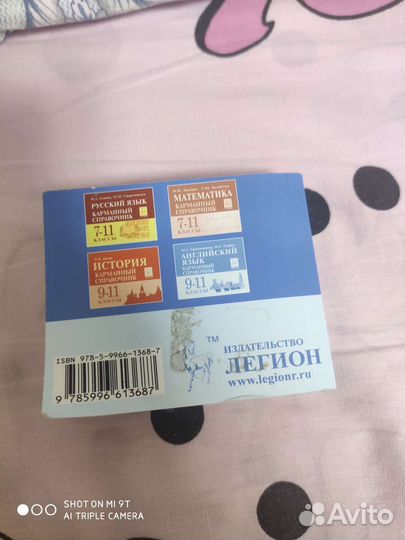 РУССКИЙ ЯЗЫК
КАРМАННЫЙ
СПРАВОЧНИК
7-11
КЛАССЫ
МАТЕМАТИКА
КАРМАННЫЙ
СПРАВОЧНИК
7-11
КЛАССЫ
ИСТОРИЯ
КАРМАННЫЙ
СПРАВОЧНИК
9-11
КЛАССЫ
АНГЛИЙСКИЙ
ЯЗЫК
КАРМАННЫЙ
СПРАВОЧНИК
9-11
КЛАССЫ
ISBN 978-5-9966-1368-7
9 785996 613687
TM
ИЗДАТЕЛЬСТВО
ЛЕГИОН
www.legionr.ru
SHOT ON MI 9T
AI TRIPLE CAMERA
Avito